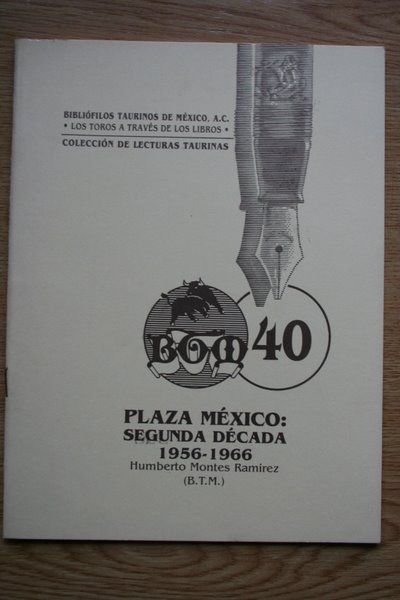 BIBLIÓFILOS TAURINOS DE MÉXICO, A.C.
• LOS TOROS A TRAVÉS DE LOS LIBROS •
COLECCIÓN DE LECTURAS TAURINAS
BTM 40
PLAZA MÉXICO:
SEGUNDA DÉCADA
1956-1966
Humberto Montes Ramírez
(B.T.M.)